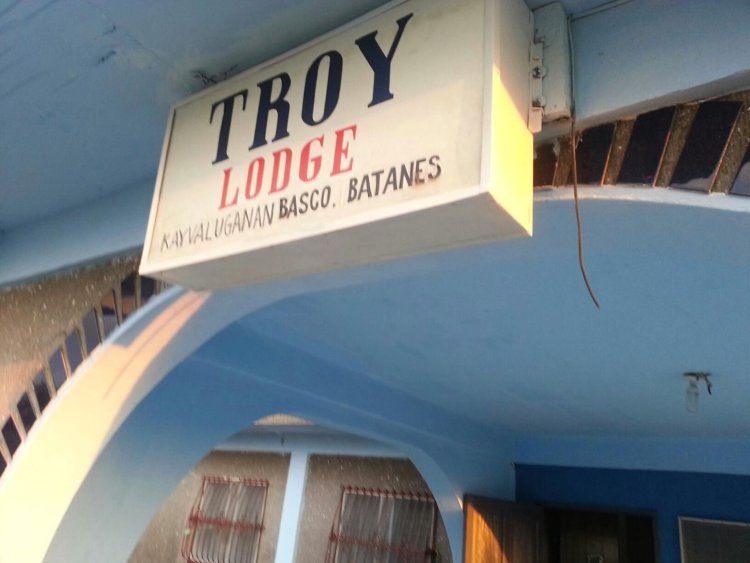 TROY
LODGE
KAYVALUGANAN BASCO, BATANES